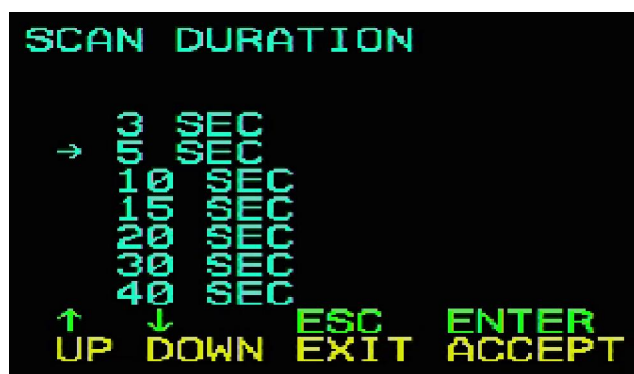 SCAN DURATION
3 SEC
→ 5 SEC
10 SEC
15 SEC
20 SEC
30 SEC
40 SEC
↑ ↓ ESC ENTER
UP DOWN EXIT ACCEPT